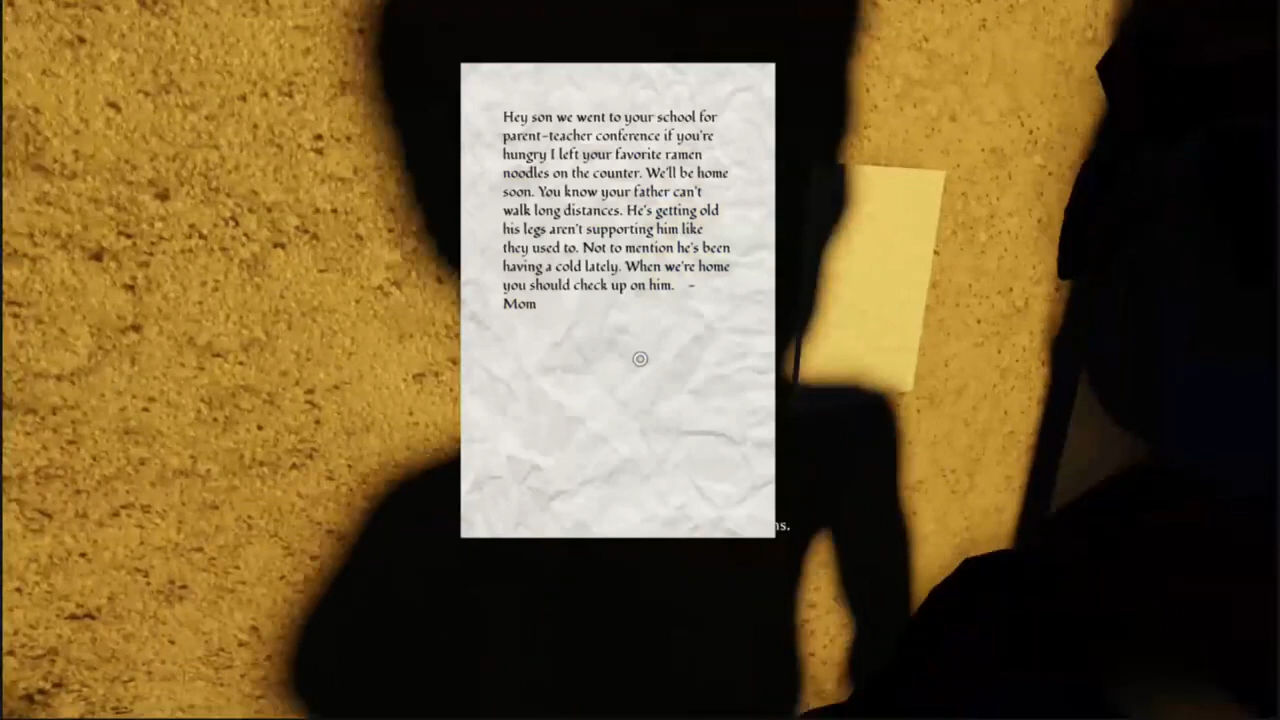 Hey son we went to your school for
parent-teacher conference if you're
hungry I left your favorite ramen
noodles on the counter. We'll be home
soon. You know your father can't
walk long distances. He's getting old
his legs aren't supporting him like
they used to. Not to mention he's been
having a cold lately. When we're home
you should check up on him. -
Mom